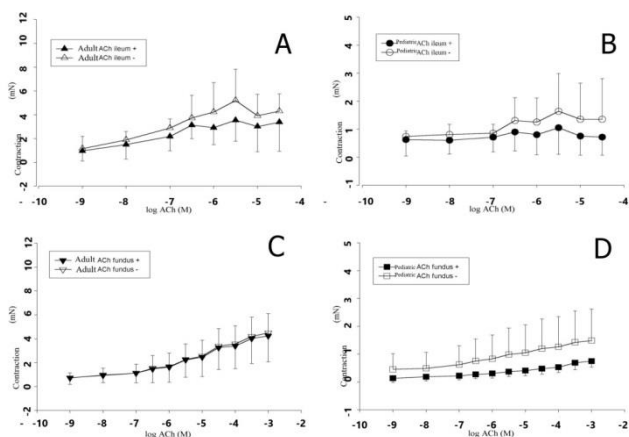 A
Adult ACh ileum +
Adult ACh ileum -
12
10
8
6
4
2
0
-2
(mN)
Contraction
-10 -9 -8 -7 -6 -5 -4 -3 -2
log ACh (M)
B
Pediatric ACh ileum +
Pediatric ACh ileum -
5
4
3
2
1
0
-1
(mN)
Contraction
-10 -9 -8 -7 -6 -5 -4 -3 -2
log ACh (M)
C
Adult ACh fundus +
Adult ACh fundus -
12
10
8
6
4
2
0
-2
(mN)
Contraction
-10 -9 -8 -7 -6 -5 -4 -3 -2
log ACh (M)
D
Pediatric ACh fundus +
Pediatric ACh fundus -
5
4
3
2
1
0
-1
(mN)
Contraction
-10 -9 -8 -7 -6 -5 -4 -3 -2
log ACh (M)